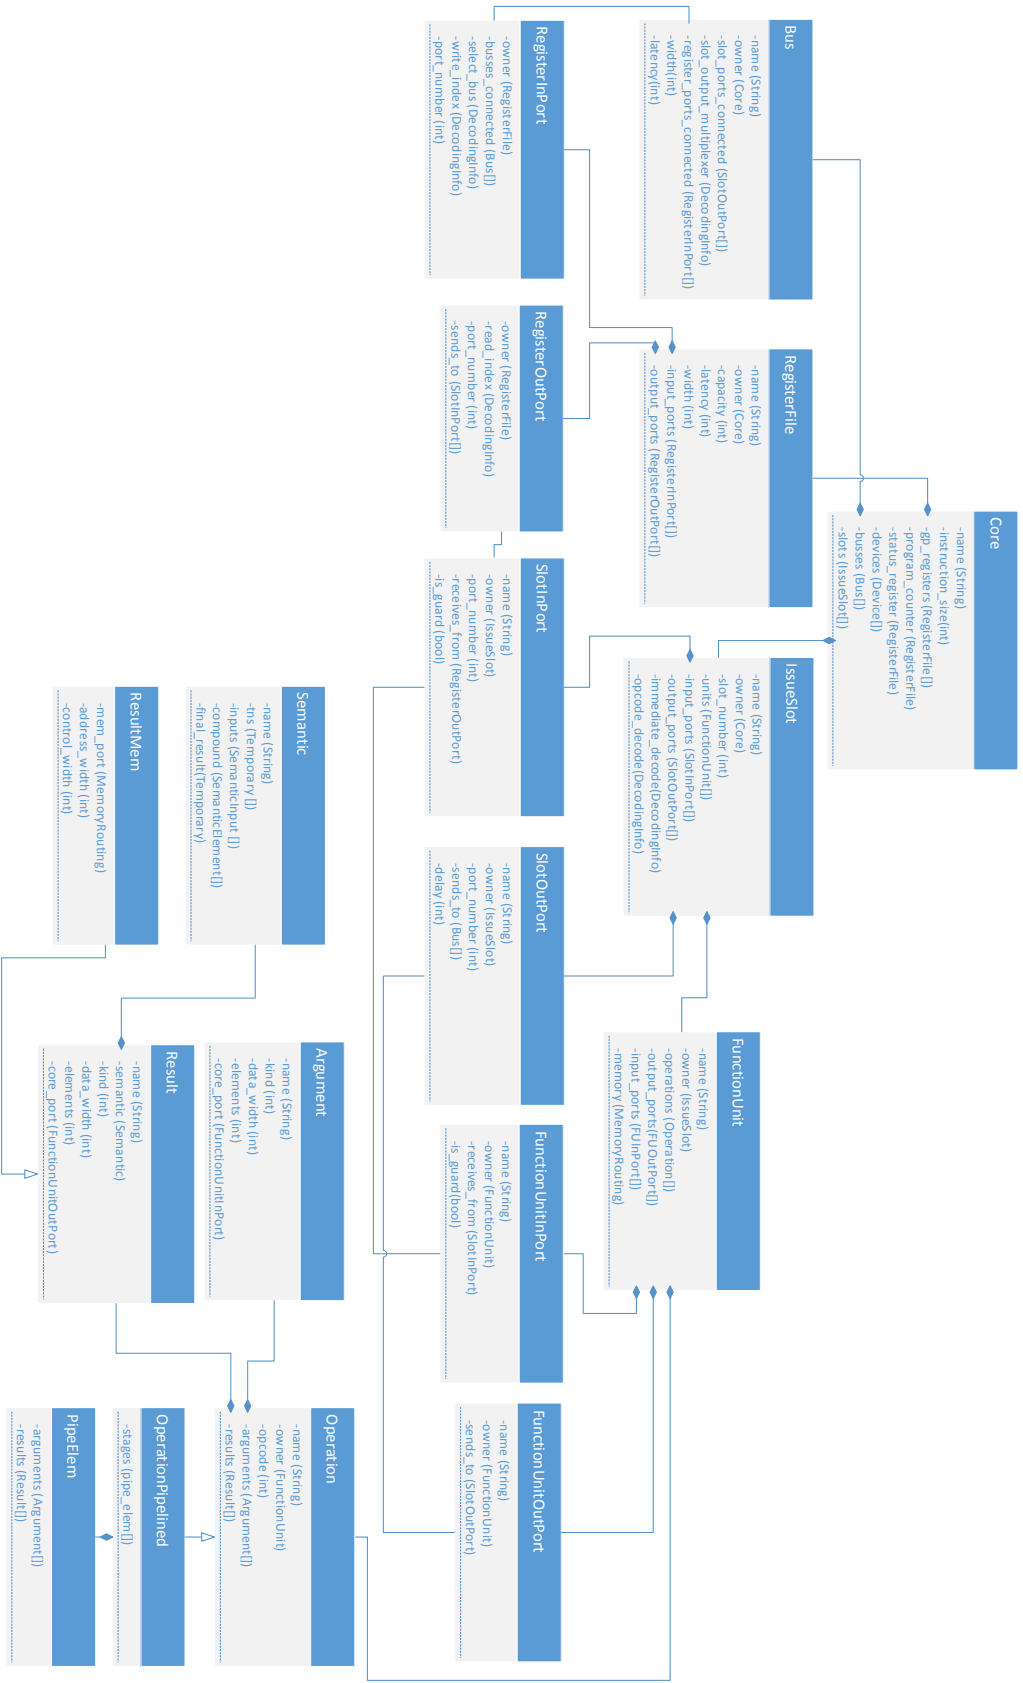 Core
-name (String)
-instruction_size(int)
-gp_registers (RegisterFile[])
-program_counter (RegisterFile)
-status_register (RegisterFile)
-devices (Device[])
-busses (Bus[])
-slots (IssueSlot[])
Bus
-name (String)
-owner (Core)
-slot_ports_connected (SlotOutPort[])
-slot_output_multiplexer (DecodingInfo)
-register_ports_connected (RegisterInPort[])
-width(int)
-latency(int)
RegisterFile
-name (String)
-owner (Core)
-capacity (int)
-latency (int)
-width (int)
-input_ports (RegisterInPort[])
-output_ports (RegisterOutPort[])
IssueSlot
-name (String)
-owner (Core)
-slot_number (int)
-units (FunctionUnit[])
-input_ports (SlotInPort[])
-output_ports (SlotOutPort[])
-immediate_decode(DecodingInfo)
-opcode_decode(DecodingInfo)
FunctionUnit
-name (String)
-owner (IssueSlot)
-operations (Operation[])
-output_ports(FUOutPort[])
-input_ports (FUInPort[])
-memory (MemoryRouting)
RegisterInPort
-owner (RegisterFile)
-busses_connected (Bus[])
-select_bus (DecodingInfo)
-write_index (DecodingInfo)
-port_number (int)
RegisterOutPort
-owner (RegisterFile)
-read_index (DecodingInfo)
-port_number (int)
-sends_to (SlotInPort[])
SlotInPort
-name (String)
-owner (IssueSlot)
-port_number (int)
-receives_from (RegisterOutPort)
-is_guard (bool)
SlotOutPort
-name (String)
-owner (IssueSlot)
-port_number (int)
-sends_to (Bus[])
-delay (int)
FunctionUnitInPort
-name (String)
-owner (FunctionUnit)
-receives_from (SlotInPort)
-is_guard(bool)
FunctionUnitOutPort
-name (String)
-owner (FunctionUnit)
-sends_to (SlotOutPort)
Semantic
-name (String)
-tns (Temporary [])
-inputs (SemanticInput [])
-compound (SemanticElement[])
-final_result(Temporary)
Argument
-name (String)
-kind (int)
-data_width (int)
-elements (int)
-core_port (FunctionUnitInPort)
Operation
-name (String)
-owner (FunctionUnit)
-opcode (int)
-arguments (Argument[])
-results (Result[])
ResultMem
-mem_port (MemoryRouting)
-address_width (int)
-control_width (int)
Result
-name (String)
-semantic (Semantic)
-kind (int)
-data_width (int)
-elements (int)
-core_port (FunctionUnitOutPort)
OperationPipelined
-stages (pipe_elem[])
PipeElem
-arguments (Argument[])
-results (Result[])